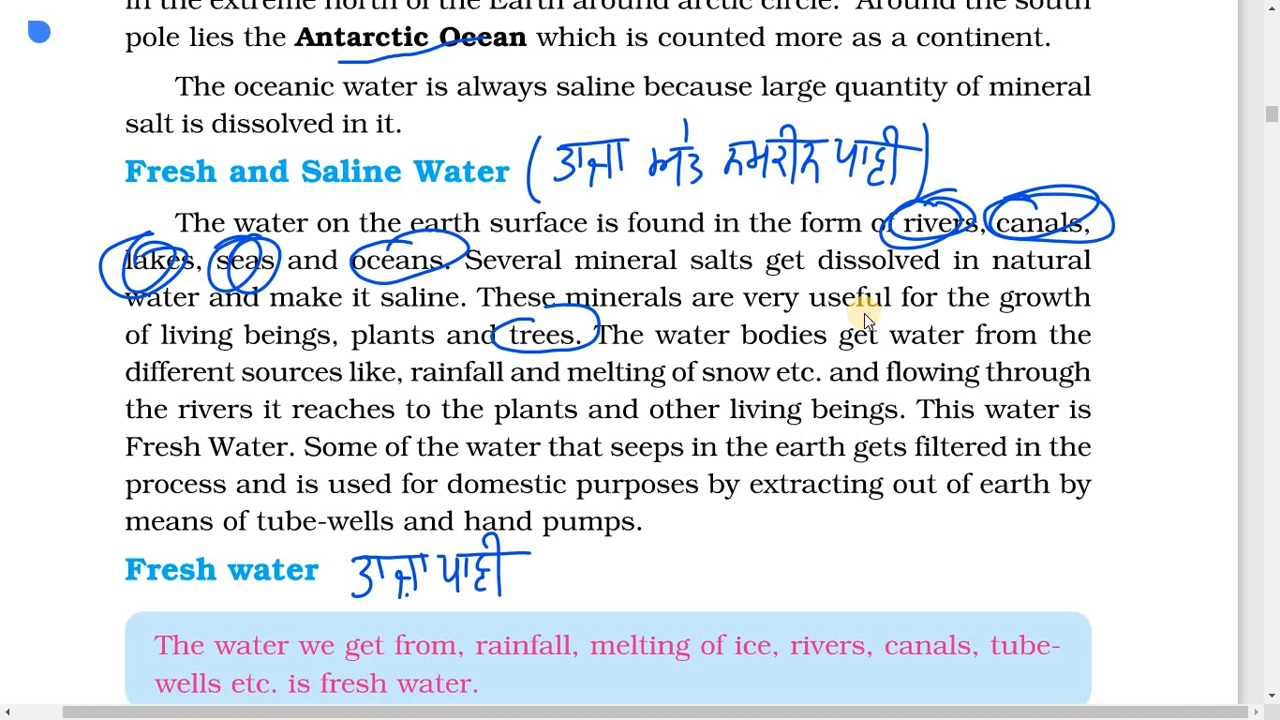 in the extreme north of the Earth around arctic circle. Around the south
pole lies the Antarctic Ocean which is counted more as a continent.
The oceanic water is always saline because large quantity of mineral
salt is dissolved in it.
Fresh and Saline Water (ਤਾਜਾ ਅਤੇ ਨਮਕੀਨ ਪਾਣੀ)
The water on the earth surface is found in the form of rivers, canals,
lakes, seas and oceans. Several mineral salts get dissolved in natural
water and make it saline. These minerals are very useful for the growth
of living beings, plants and trees. The water bodies get water from the
different sources like, rainfall and melting of snow etc. and flowing through
the rivers it reaches to the plants and other living beings. This water is
Fresh Water. Some of the water that seeps in the earth gets filtered in the
process and is used for domestic purposes by extracting out of earth by
means of tube-wells and hand pumps.
Fresh water ਤਾਜ਼ਾ ਪਾਣੀ
The water we get from, rainfall, melting of ice, rivers, canals, tube-
wells etc. is fresh water.